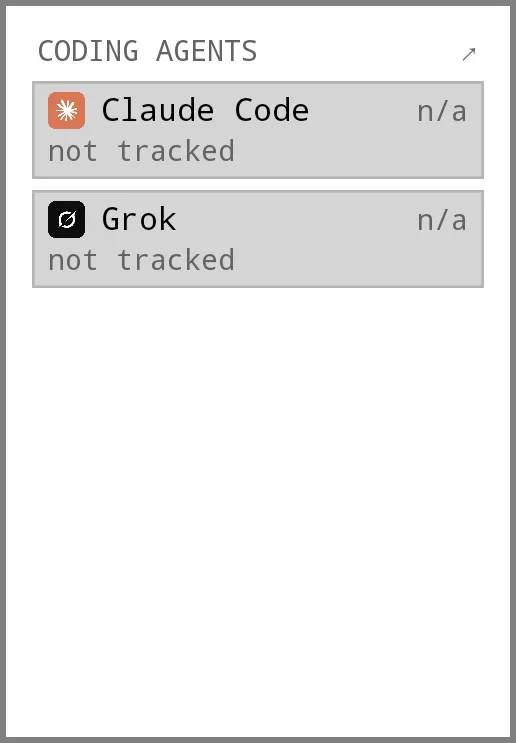 CODING AGENTS ↗
Claude Code n/a
not tracked
Grok n/a
not tracked